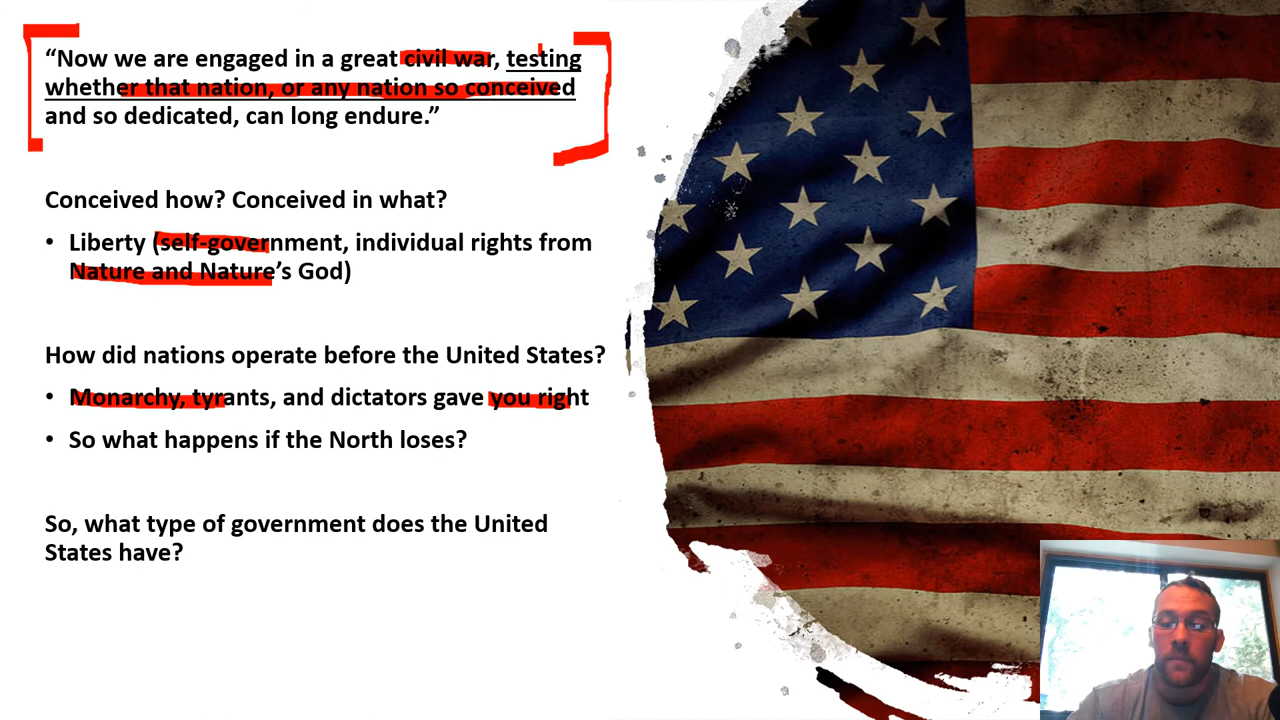 “Now we are engaged in a great civil war, testing
whether that nation, or any nation so conceived
and so dedicated, can long endure.”
Conceived how? Conceived in what?
• Liberty (self-government, individual rights from
Nature and Nature’s God)
How did nations operate before the United States?
• Monarchy, tyrants, and dictators gave you right
• So what happens if the North loses?
So, what type of government does the United
States have?